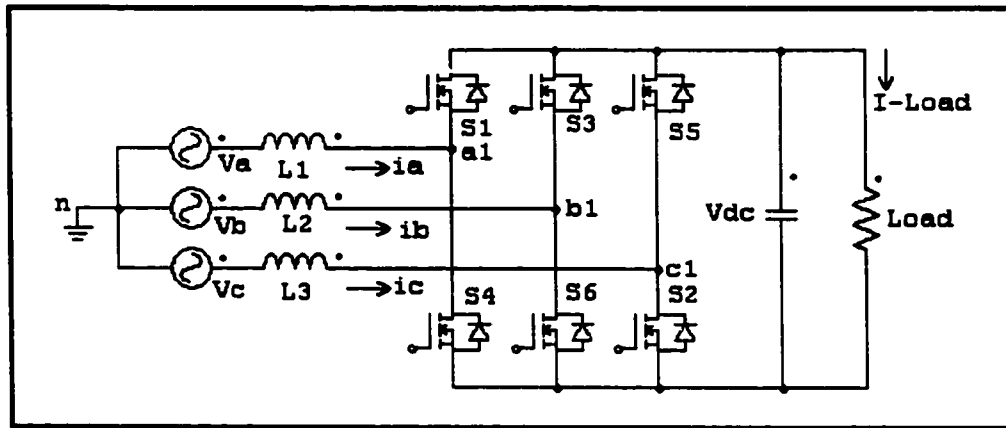 I-Load
S1
S3
S5
a1
Va
L1
ia
n
b1
Vdc
Load
Vb
L2
ib
c1
Vc
L3
ic
S4
S6
S2